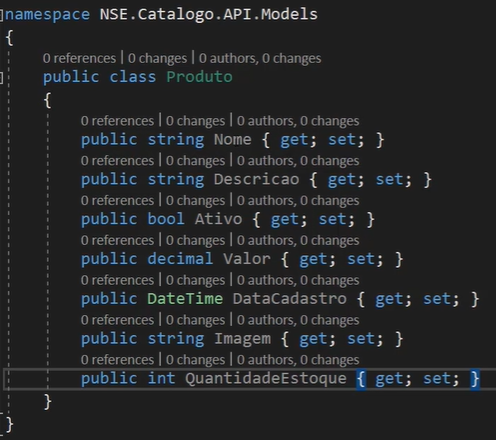 namespace NSE.Catalogo.API.Models
{
0 references | 0 changes | 0 authors, 0 changes
public class Produto
{
0 references | 0 changes | 0 authors, 0 changes
public string Nome { get; set; }
0 references | 0 changes | 0 authors, 0 changes
public string Descricao { get; set; }
0 references | 0 changes | 0 authors, 0 changes
public bool Ativo { get; set; }
0 references | 0 changes | 0 authors, 0 changes
public decimal Valor { get; set; }
0 references | 0 changes | 0 authors, 0 changes
public DateTime DataCadastro { get; set; }
0 references | 0 changes | 0 authors, 0 changes
public string Imagem { get; set; }
0 references | 0 changes | 0 authors, 0 changes
public int QuantidadeEstoque { get; set; }
}
}